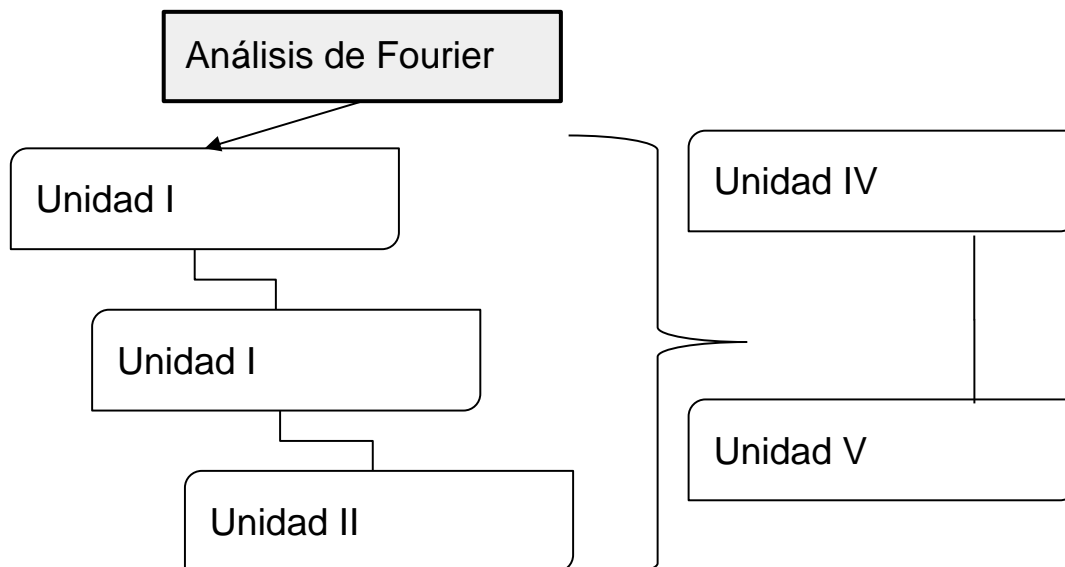 Análisis de Fourier
Unidad I
Unidad I
Unidad II
Unidad IV
Unidad V